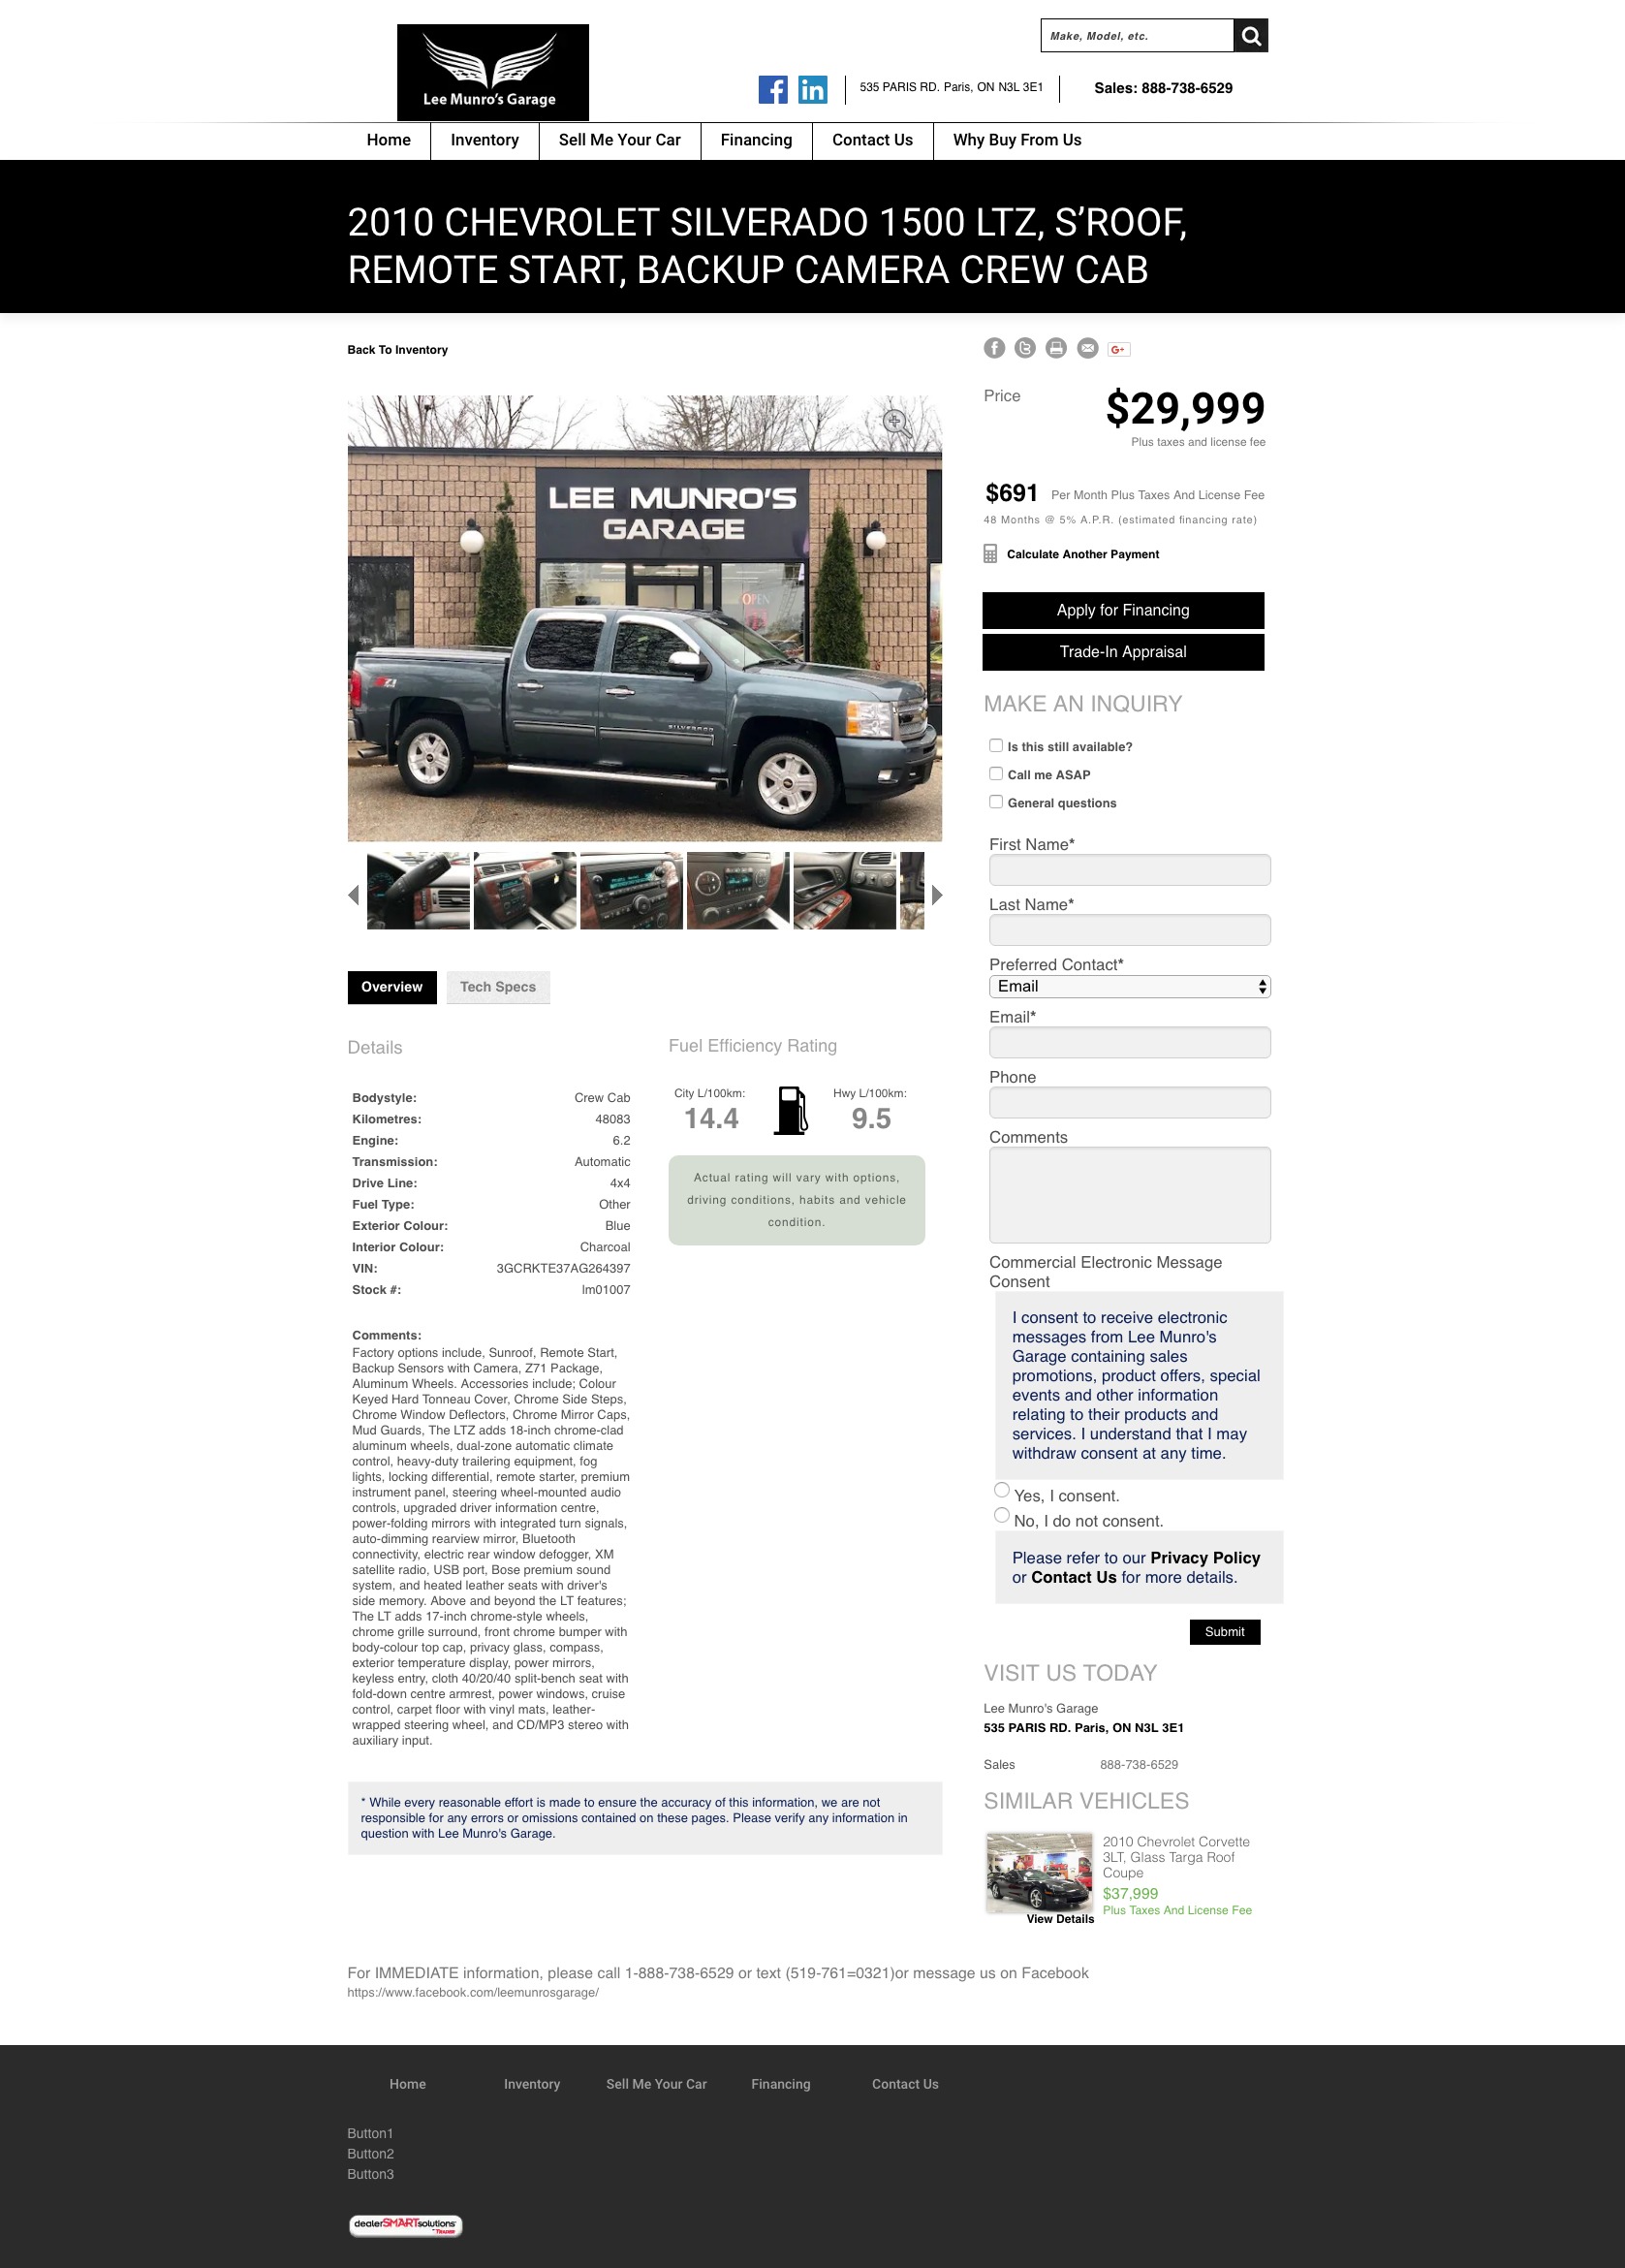 Lee Munro's Garage
Make, Model, etc.
535 PARIS RD. Paris, ON N3L 3E1
Sales: 888-738-6529
Home
Inventory
Sell Me Your Car
Financing
Contact Us
Why Buy From Us
2010 CHEVROLET SILVERADO 1500 LTZ, S'ROOF,
REMOTE START, BACKUP CAMERA CREW CAB
Back To Inventory
LEE MUNRO'S
GARAGE
OPEN
Z71
SILVERADO
Overview
Tech Specs
Details
Bodystyle: Crew Cab
Kilometres: 48083
Engine: 6.2
Transmission: Automatic
Drive Line: 4x4
Fuel Type: Other
Exterior Colour: Blue
Interior Colour: Charcoal
VIN: 3GCRKTE37AG264397
Stock #: lm01007
Comments:
Factory options include, Sunroof, Remote Start,
Backup Sensors with Camera, Z71 Package,
Aluminum Wheels. Accessories include; Colour
Keyed Hard Tonneau Cover, Chrome Side Steps,
Chrome Window Deflectors, Chrome Mirror Caps,
Mud Guards, The LTZ adds 18-inch chrome-clad
aluminum wheels, dual-zone automatic climate
control, heavy-duty trailering equipment, fog
lights, locking differential, remote starter, premium
instrument panel, steering wheel-mounted audio
controls, upgraded driver information centre,
power-folding mirrors with integrated turn signals,
auto-dimming rearview mirror, Bluetooth
connectivity, electric rear window defogger, XM
satellite radio, USB port, Bose premium sound
system, and heated leather seats with driver's
side memory. Above and beyond the LT features;
The LT adds 17-inch chrome-style wheels,
chrome grille surround, front chrome bumper with
body-colour top cap, privacy glass, compass,
exterior temperature display, power mirrors,
keyless entry, cloth 40/20/40 split-bench seat with
fold-down centre armrest, power windows, cruise
control, carpet floor with vinyl mats, leather-
wrapped steering wheel, and CD/MP3 stereo with
auxiliary input.
Fuel Efficiency Rating
City L/100km:
14.4
Hwy L/100km:
9.5
Actual rating will vary with options,
driving conditions, habits and vehicle
condition.
* While every reasonable effort is made to ensure the accuracy of this information, we are not
responsible for any errors or omissions contained on these pages. Please verify any information in
question with Lee Munro's Garage.
G+
Price
$29,999
Plus taxes and license fee
$691 Per Month Plus Taxes And License Fee
48 Months @ 5% A.P.R. (estimated financing rate)
Calculate Another Payment
Apply for Financing
Trade-In Appraisal
MAKE AN INQUIRY
Is this still available?
Call me ASAP
General questions
First Name*
Last Name*
Preferred Contact*
Email
Email*
Phone
Comments
Commercial Electronic Message
Consent
I consent to receive electronic
messages from Lee Munro's
Garage containing sales
promotions, product offers, special
events and other information
relating to their products and
services. I understand that I may
withdraw consent at any time.
Yes, I consent.
No, I do not consent.
Please refer to our Privacy Policy
or Contact Us for more details.
Submit
VISIT US TODAY
Lee Munro's Garage
535 PARIS RD. Paris, ON N3L 3E1
Sales 888-738-6529
SIMILAR VEHICLES
2010 Chevrolet Corvette
3LT, Glass Targa Roof
Coupe
$37,999
Plus Taxes And License Fee
View Details
For IMMEDIATE information, please call 1-888-738-6529 or text (519-761=0321)or message us on Facebook
https://www.facebook.com/leemunrosgarage/
Home
Inventory
Sell Me Your Car
Financing
Contact Us
Button1
Button2
Button3
dealerSMARTsolutions
by TRADER